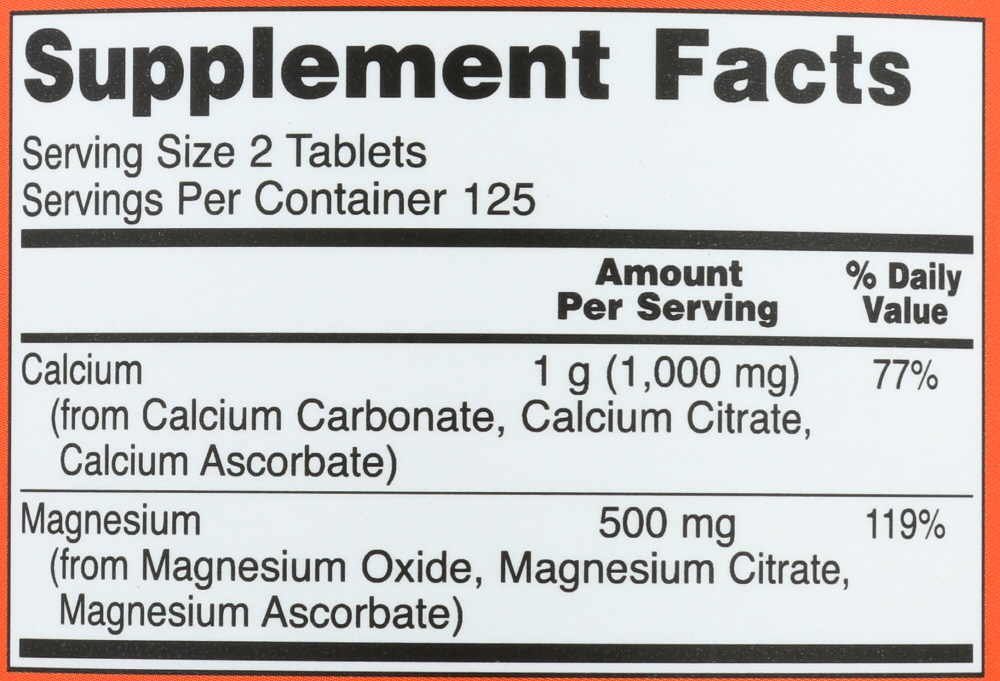 Supplement Facts
Serving Size 2 Tablets
Servings Per Container 125
Amount Per Serving % Daily Value
Calcium 1 g (1,000 mg) 77%
(from Calcium Carbonate, Calcium Citrate,
Calcium Ascorbate)
Magnesium 500 mg 119%
(from Magnesium Oxide, Magnesium Citrate,
Magnesium Ascorbate)